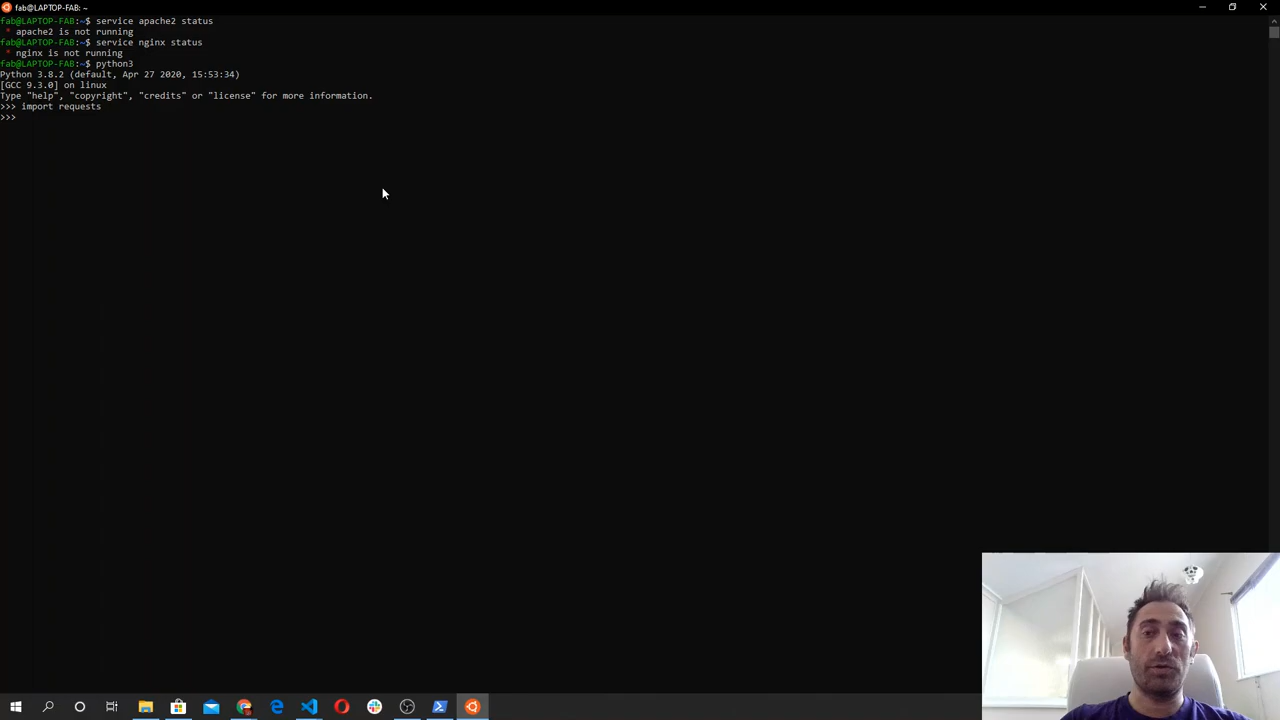 fab@LAPTOP-FAB: ~
fab@LAPTOP-FAB:~$ service apache2 status
* apache2 is not running
fab@LAPTOP-FAB:~$ service nginx status
* nginx is not running
fab@LAPTOP-FAB:~$ python3
Python 3.8.2 (default, Apr 27 2020, 15:53:34)
[GCC 9.3.0] on linux
Type "help", "copyright", "credits" or "license" for more information.
>>> import requests
>>>